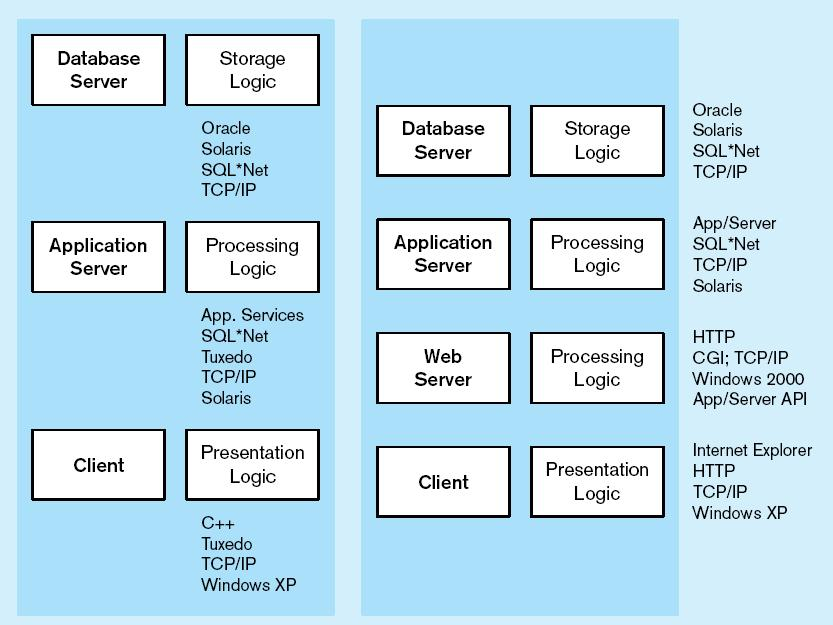 Database
Server
Storage
Logic
Oracle
Solaris
SQL*Net
TCP/IP
Application
Server
Processing
Logic
App. Services
SQL*Net
Tuxedo
TCP/IP
Solaris
Client
Presentation
Logic
C++
Tuxedo
TCP/IP
Windows XP
Database
Server
Storage
Logic
Oracle
Solaris
SQL*Net
TCP/IP
Application
Server
Processing
Logic
App/Server
SQL*Net
TCP/IP
Solaris
Web
Server
Processing
Logic
HTTP
CGI; TCP/IP
Windows 2000
App/Server API
Client
Presentation
Logic
Internet Explorer
HTTP
TCP/IP
Windows XP